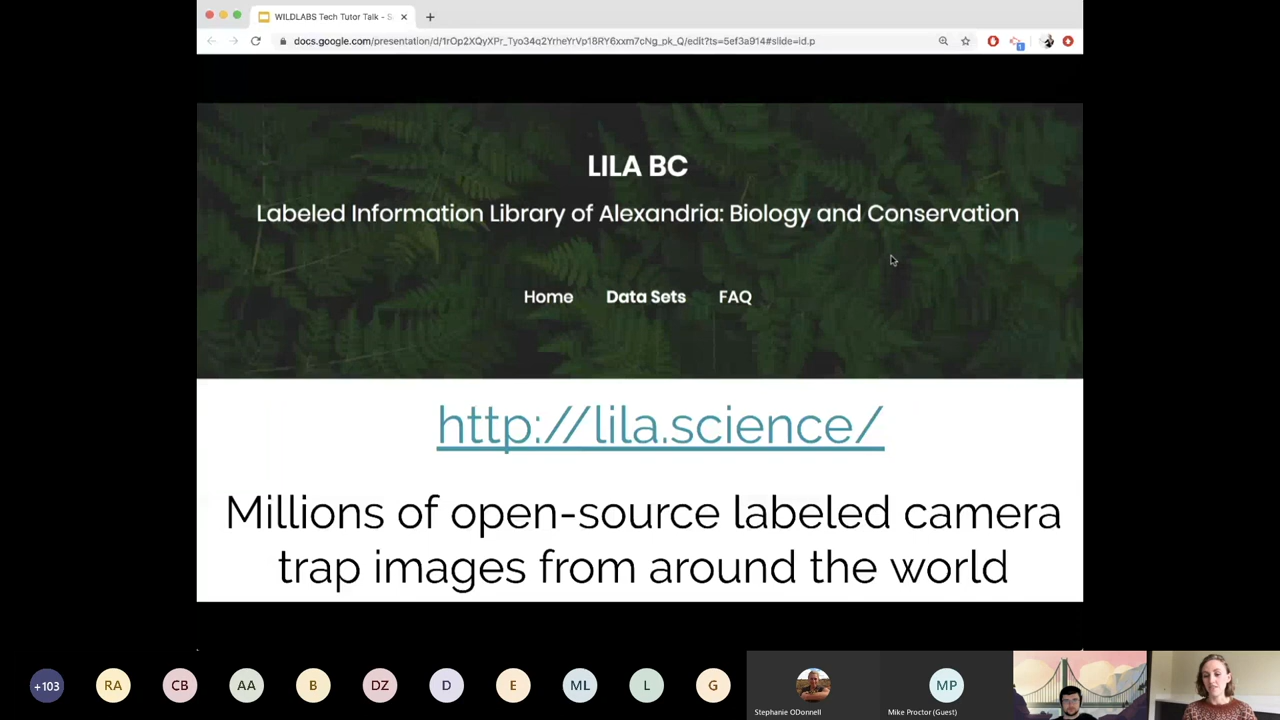 WILDLABS Tech Tutor Talk - S
docs.google.com/presentation/d/1rOp2XQyXPr_Tyo34q2YrheYrVp18RY6xxm7cNg_pk_Q/edit?ts=5ef3a914#slide=id.p
1
LILA BC
Labeled Information Library of Alexandria: Biology and Conservation
Home Data Sets FAQ
http://lila.science/
Millions of open-source labeled camera
trap images from around the world
+103 RA CB AA B DZ D E ML L G MP
Stephanie ODonnell Mike Proctor (Guest)